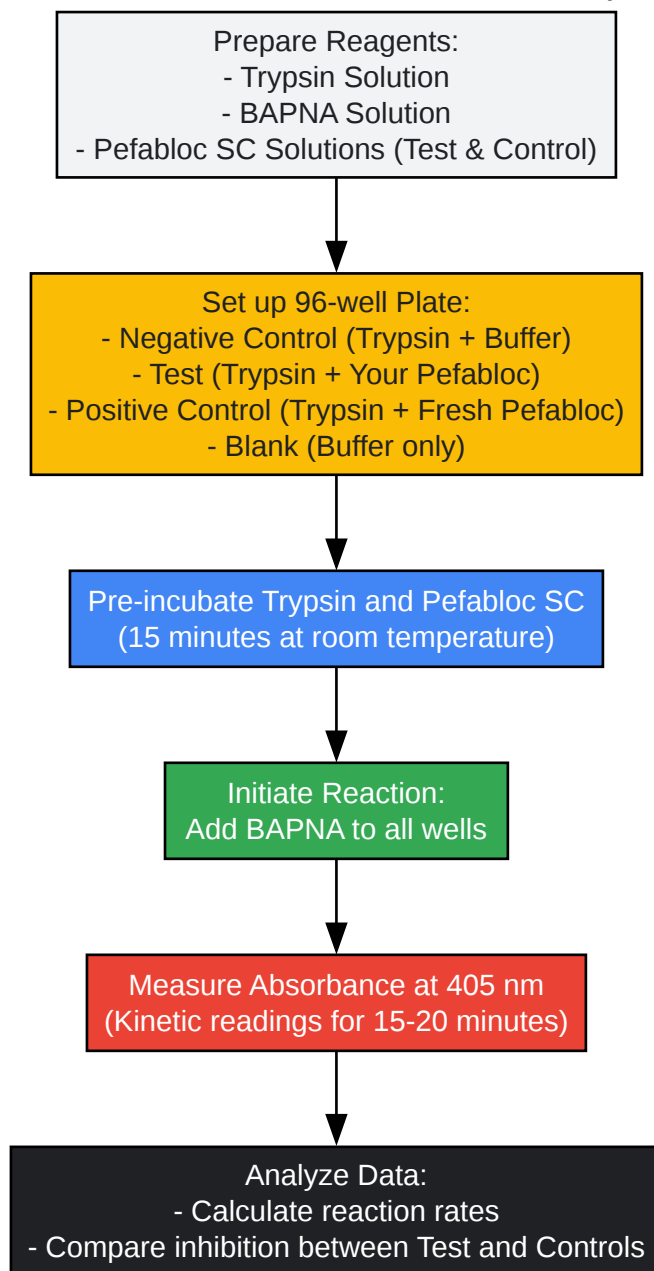 Prepare Reagents:
- Trypsin Solution
- BAPNA Solution
- Pefabloc SC Solutions (Test & Control)
Set up 96-well Plate:
- Negative Control (Trypsin + Buffer)
- Test (Trypsin + Your Pefabloc)
- Positive Control (Trypsin + Fresh Pefabloc)
- Blank (Buffer only)
Pre-incubate Trypsin and Pefabloc SC
(15 minutes at room temperature)
Initiate Reaction:
Add BAPNA to all wells
Measure Absorbance at 405 nm
(Kinetic readings for 15-20 minutes)
Analyze Data:
- Calculate reaction rates
- Compare inhibition between Test and Controls